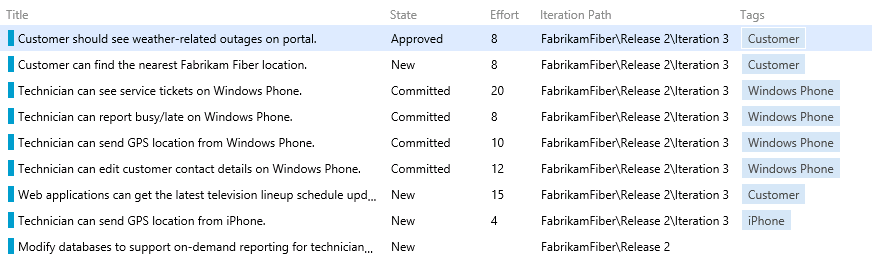 Title State Effort Iteration Path Tags
Customer should see weather-related outages on portal. Approved 8 FabrikamFiber\Release 2\Iteration 3 Customer
Customer can find the nearest Fabrikam Fiber location. New 8 FabrikamFiber\Release 2\Iteration 3 Customer
Technician can see service tickets on Windows Phone. Committed 20 FabrikamFiber\Release 2\Iteration 3 Windows Phone
Technician can report busy/late on Windows Phone. Committed 8 FabrikamFiber\Release 2\Iteration 3 Windows Phone
Technician can send GPS location from Windows Phone. Committed 10 FabrikamFiber\Release 2\Iteration 3 Windows Phone
Technician can edit customer contact details on Windows Phone. Committed 12 FabrikamFiber\Release 2\Iteration 3 Windows Phone
Web applications can get the latest television lineup schedule upd... New 15 FabrikamFiber\Release 2\Iteration 3 Customer
Technician can send GPS location from iPhone. New 4 FabrikamFiber\Release 2\Iteration 3 iPhone
Modify databases to support on-demand reporting for technician... New FabrikamFiber\Release 2